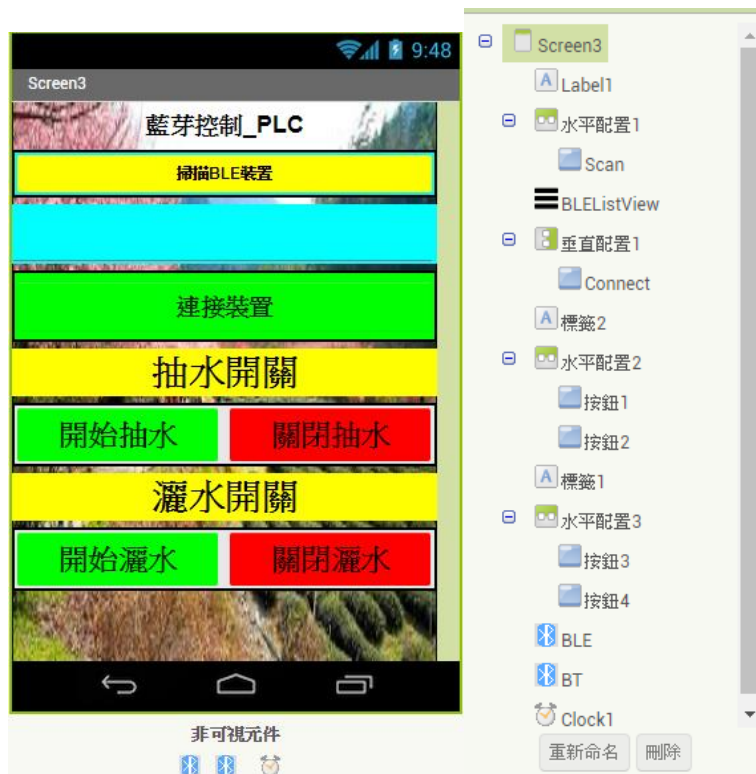 9:48
Screen3
藍芽控制_PLC
掃描BLE裝置
連接裝置
抽水開關
開始抽水 關閉抽水
灑水開關
開始灑水 關閉灑水
非可視元件
Screen3
Label1
水平配置1
Scan
BLEListView
垂直配置1
Connect
標籤2
水平配置2
按鈕1
按鈕2
標籤1
水平配置3
按鈕3
按鈕4
BLE
BT
Clock1
重新命名 刪除